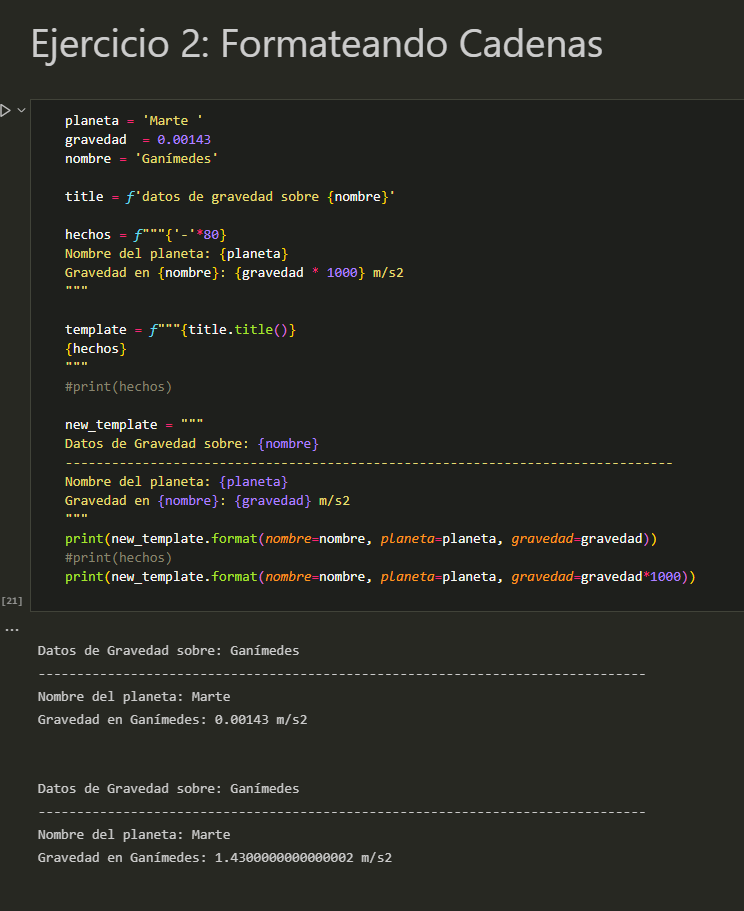 Ejercicio 2: Formateando Cadenas
planeta = 'Marte '
gravedad  = 0.00143
nombre = 'Ganímedes'
title = f'datos de gravedad sobre {nombre}'
hechos = f"""{'-'*80}
Nombre del planeta: {planeta}
Gravedad en {nombre}: {gravedad * 1000} m/s2
"""
template = f"""{title.title()}
{hechos}
"""
#print(hechos)
new_template = """
Datos de Gravedad sobre: {nombre}
-------------------------------------------------------------------------------
Nombre del planeta: {planeta}
Gravedad en {nombre}: {gravedad} m/s2
"""
print(new_template.format(nombre=nombre, planeta=planeta, gravedad=gravedad))
#print(hechos)
print(new_template.format(nombre=nombre, planeta=planeta, gravedad=gravedad*1000))
[21]
...
Datos de Gravedad sobre: Ganímedes
-------------------------------------------------------------------------------
Nombre del planeta: Marte
Gravedad en Ganímedes: 0.00143 m/s2
Datos de Gravedad sobre: Ganímedes
-------------------------------------------------------------------------------
Nombre del planeta: Marte
Gravedad en Ganímedes: 1.4300000000000002 m/s2